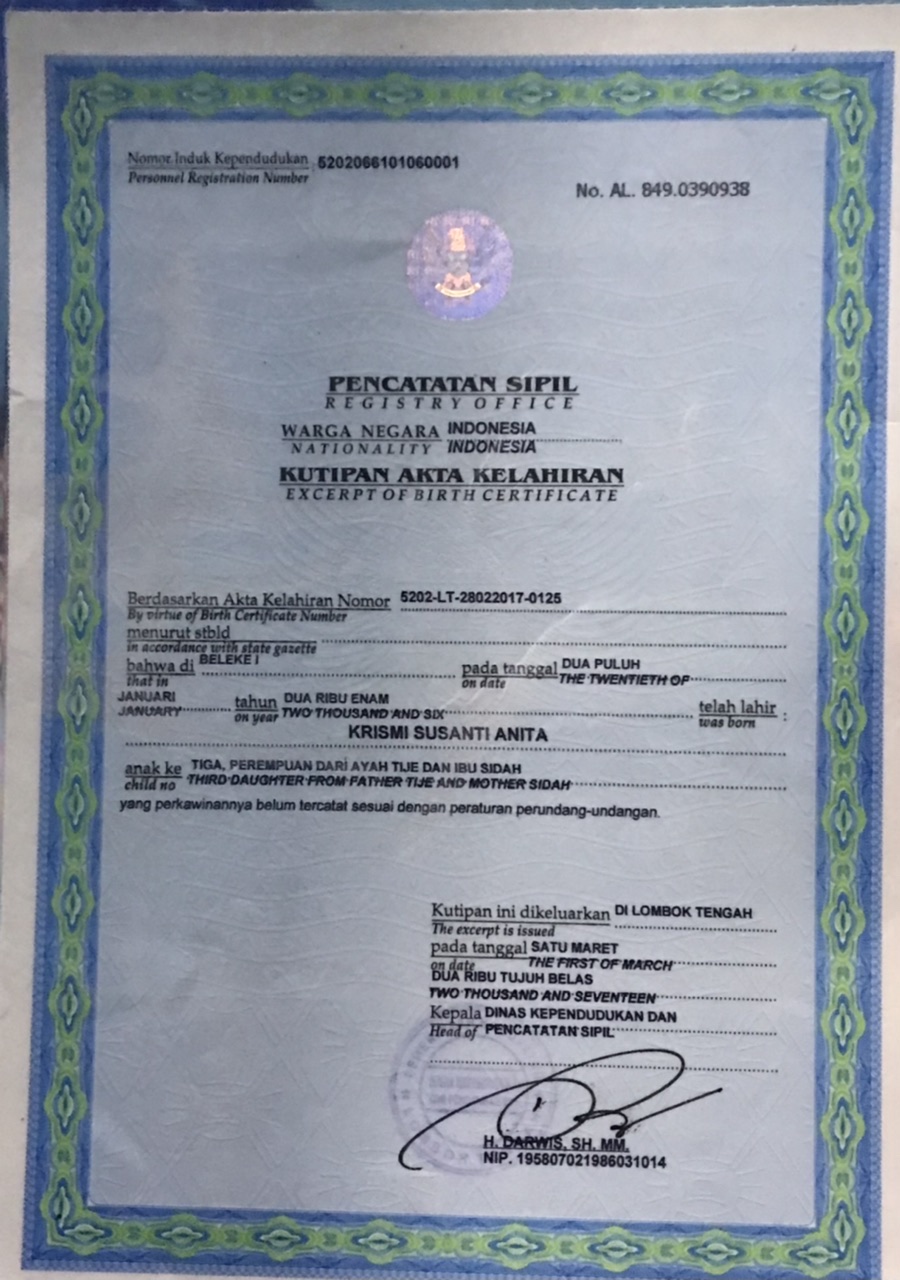 Nomor Induk Kependudukan 5202066101060001
Personnel Registration Number
No. AL. 849.0390938
PENCATATAN SIPIL
REGISTRY OFFICE
WARGA NEGARA INDONESIA
NATIONALITY INDONESIA
KUTIPAN AKTA KELAHIRAN
EXCERPT OF BIRTH CERTIFICATE
Berdasarkan Akta Kelahiran Nomor 5202-LT-28022017-0125
By virtue of Birth Certificate Number
menurut stbld
in accordance with state gazette
bahwa di BELEKE I pada tanggal DUA PULUH
that in on date THE TWENTIETH OF
JANUARI tahun DUA RIBU ENAM telah lahir :
JANUARY on year TWO THOUSAND AND SIX was born
KRISMI SUSANTI ANITA
anak ke TIGA, PEREMPUAN DARI AYAH TIJE DAN IBU SIDAH
child no THIRD DAUGHTER FROM FATHER TIJE AND MOTHER SIDAH
yang perkawinannya belum tercatat sesuai dengan peraturan perundang-undangan.
Kutipan ini dikeluarkan DI LOMBOK TENGAH
The excerpt is issued
pada tanggal SATU MARET
on date THE FIRST OF MARCH
DUA RIBU TUJUH BELAS
TWO THOUSAND AND SEVENTEEN
Kepala DINAS KEPENDUDUKAN DAN
Head of PENCATATAN SIPIL
H. DARWIS, SH. MM.
NIP. 195807021986031014